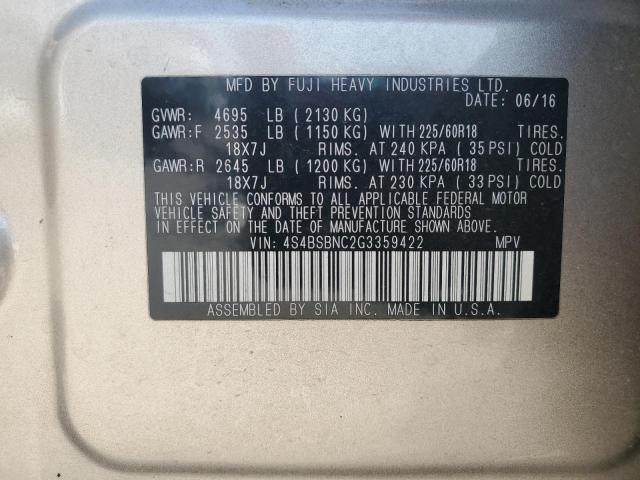 MFD BY FUJI HEAVY INDUSTRIES LTD.
DATE: 06/16
GVWR: 4695 LB ( 2130 KG)
GAWR:F 2535 LB ( 1150 KG) WITH 225/60R18 TIRES.
18X7J RIMS. AT 240 KPA ( 35 PSI) COLD
GAWR:R 2645 LB ( 1200 KG) WITH 225/60R18 TIRES.
18X7J RIMS. AT 230 KPA ( 33 PSI) COLD
THIS VEHICLE CONFORMS TO ALL APPLICABLE FEDERAL MOTOR
VEHICLE SAFETY AND THEFT PREVENTION STANDARDS
IN EFFECT ON THE DATE OF MANUFACTURE SHOWN ABOVE.
VIN: 4S4BSBNC2G3359422 MPV
ASSEMBLED BY SIA INC. MADE IN U.S.A.